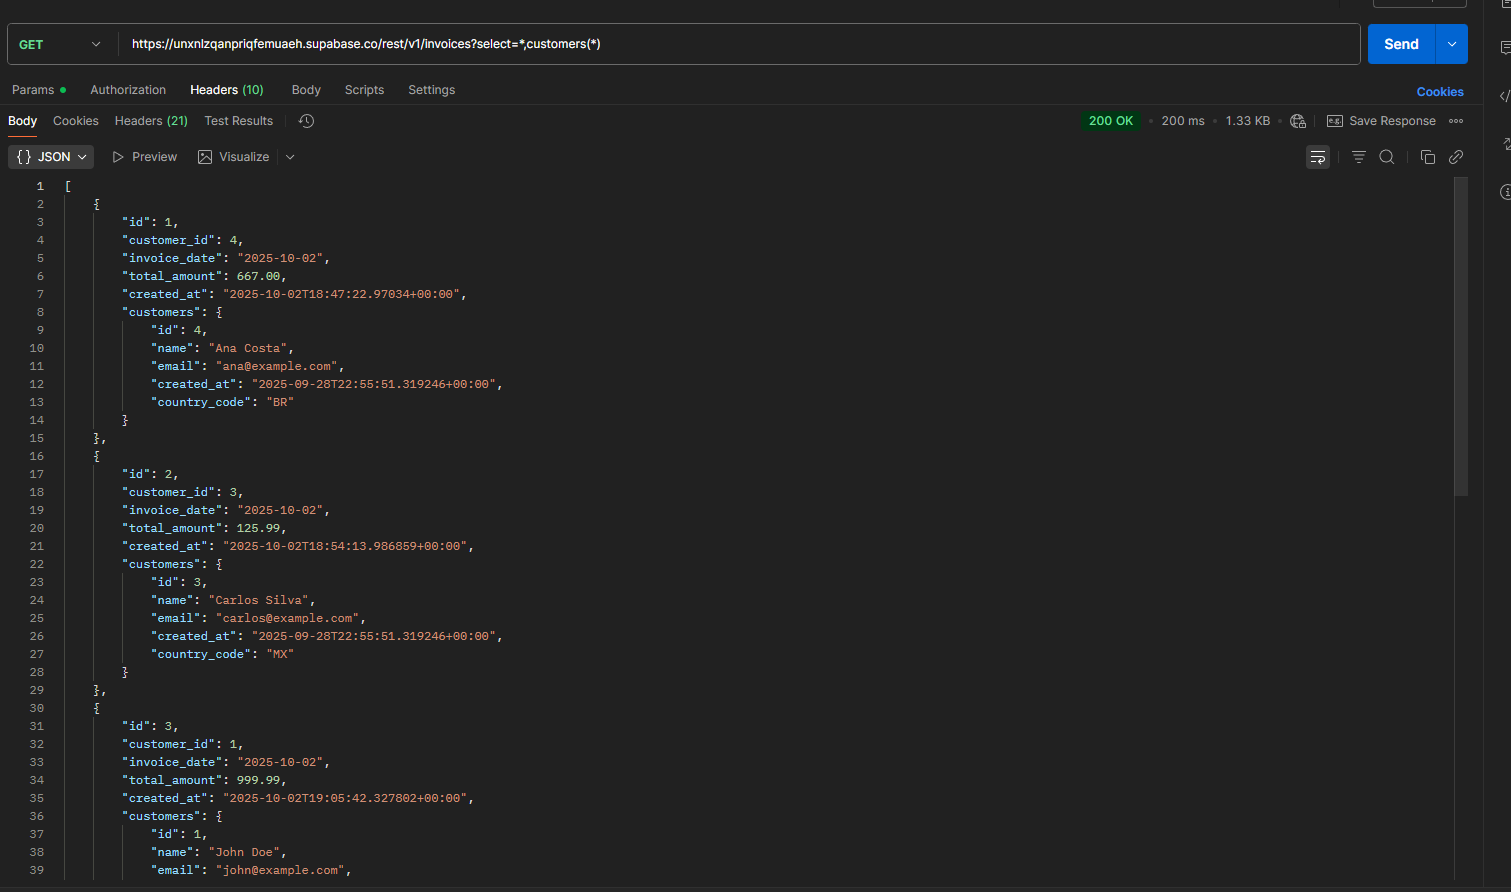 GET https://unxnlzqanpriqfemuaeh.supabase.co/rest/v1/invoices?select=*,customers(*) Send
Params Authorization Headers (10) Body Scripts Settings Cookies
Body Cookies Headers (21) Test Results 200 OK 200 ms 1.33 KB e.g. Save Response
{} JSON Preview Visualize
1 [
2 {
3 "id": 1,
4 "customer_id": 4,
5 "invoice_date": "2025-10-02",
6 "total_amount": 667.00,
7 "created_at": "2025-10-02T18:47:22.97034+00:00",
8 "customers": {
9 "id": 4,
10 "name": "Ana Costa",
11 "email": "ana@example.com",
12 "created_at": "2025-09-28T22:55:51.319246+00:00",
13 "country_code": "BR"
14 }
15 },
16 {
17 "id": 2,
18 "customer_id": 3,
19 "invoice_date": "2025-10-02",
20 "total_amount": 125.99,
21 "created_at": "2025-10-02T18:54:13.986859+00:00",
22 "customers": {
23 "id": 3,
24 "name": "Carlos Silva",
25 "email": "carlos@example.com",
26 "created_at": "2025-09-28T22:55:51.319246+00:00",
27 "country_code": "MX"
28 }
29 },
30 {
31 "id": 3,
32 "customer_id": 1,
33 "invoice_date": "2025-10-02",
34 "total_amount": 999.99,
35 "created_at": "2025-10-02T19:05:42.327802+00:00",
36 "customers": {
37 "id": 1,
38 "name": "John Doe",
39 "email": "john@example.com",